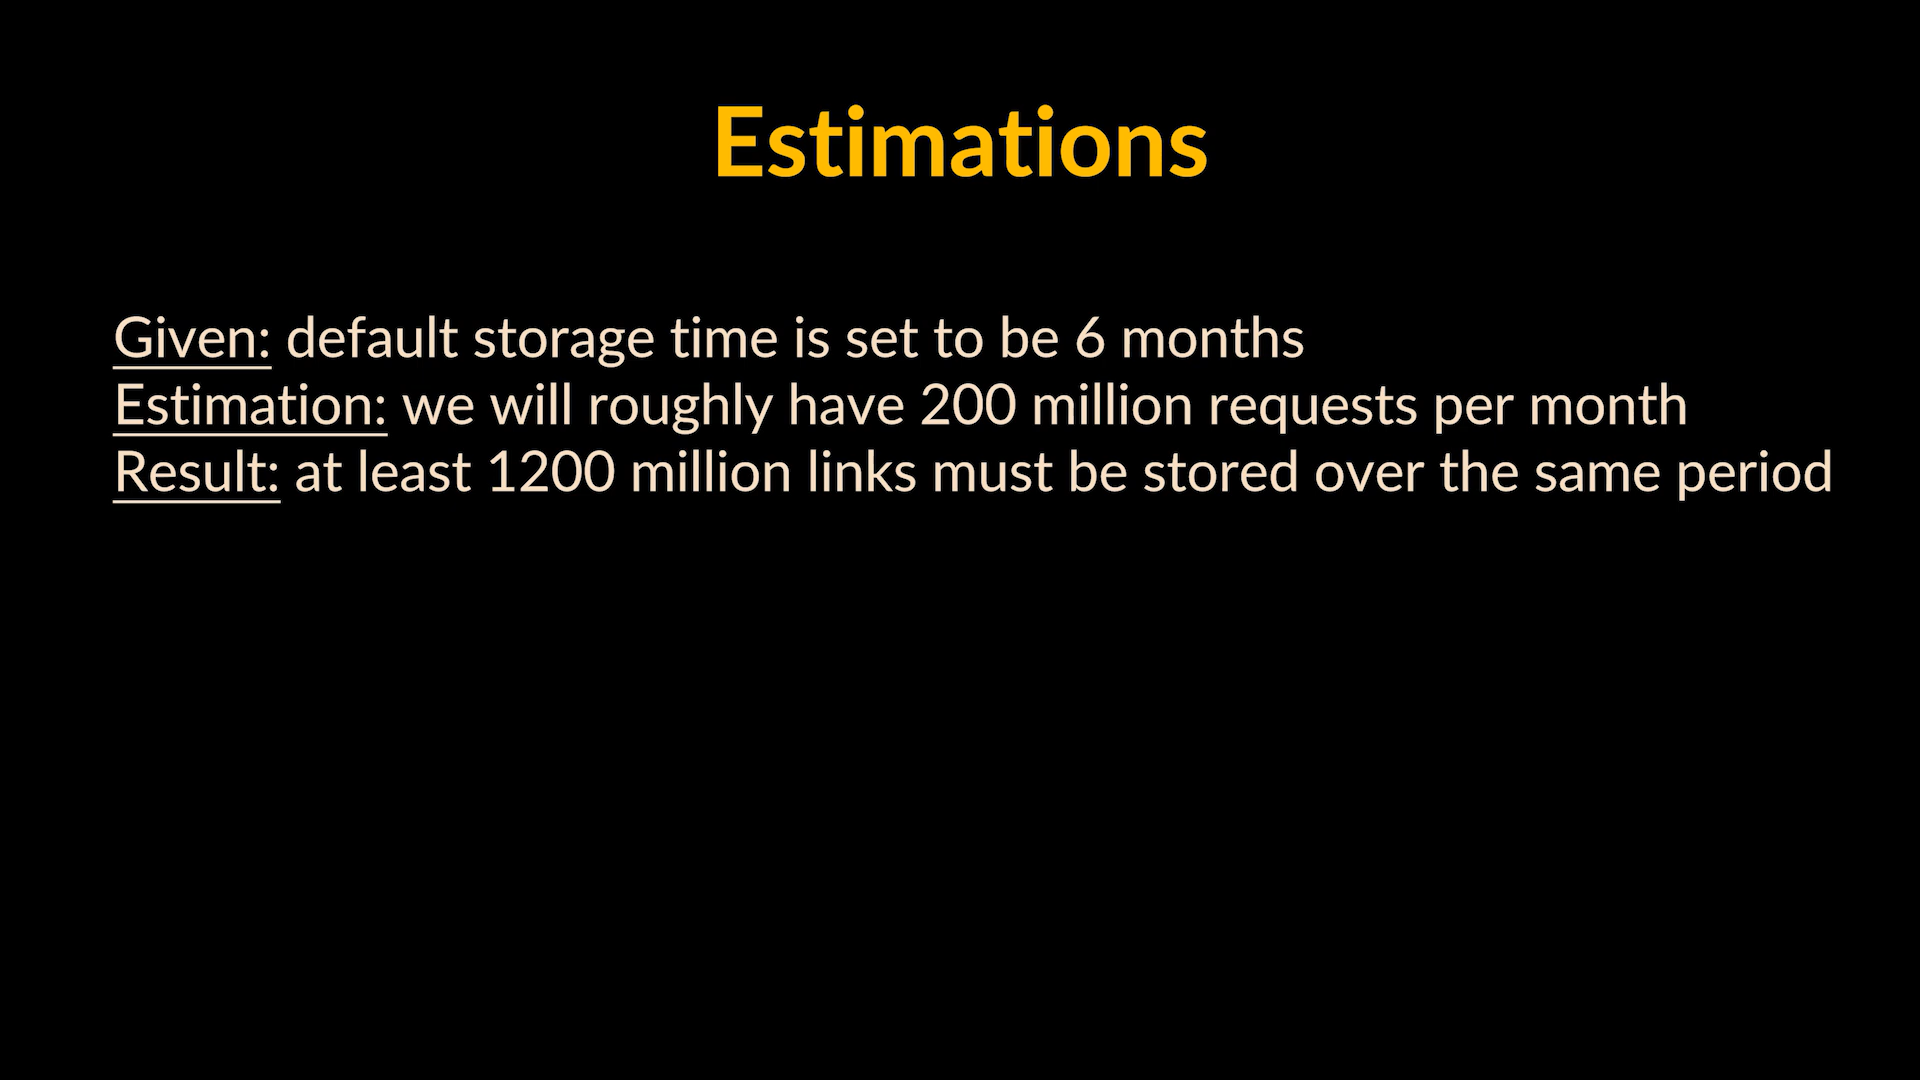 Estimations
Given: default storage time is set to be 6 months
Estimation: we will roughly have 200 million requests per month
Result: at least 1200 million links must be stored over the same period